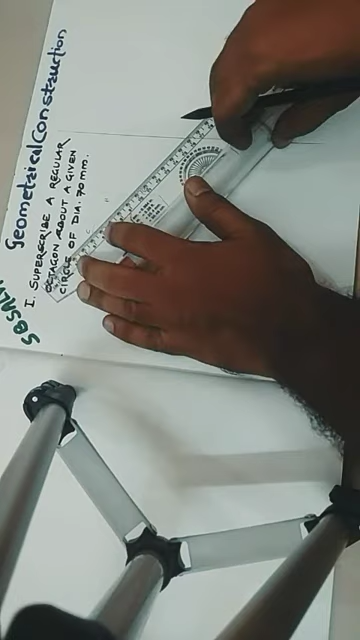 Geometrical Construction
I. SUPERSCRIBE A REGULAR
OCTAGON ABOUT A GIVEN
CIRCLE OF DIA. 70 mm.